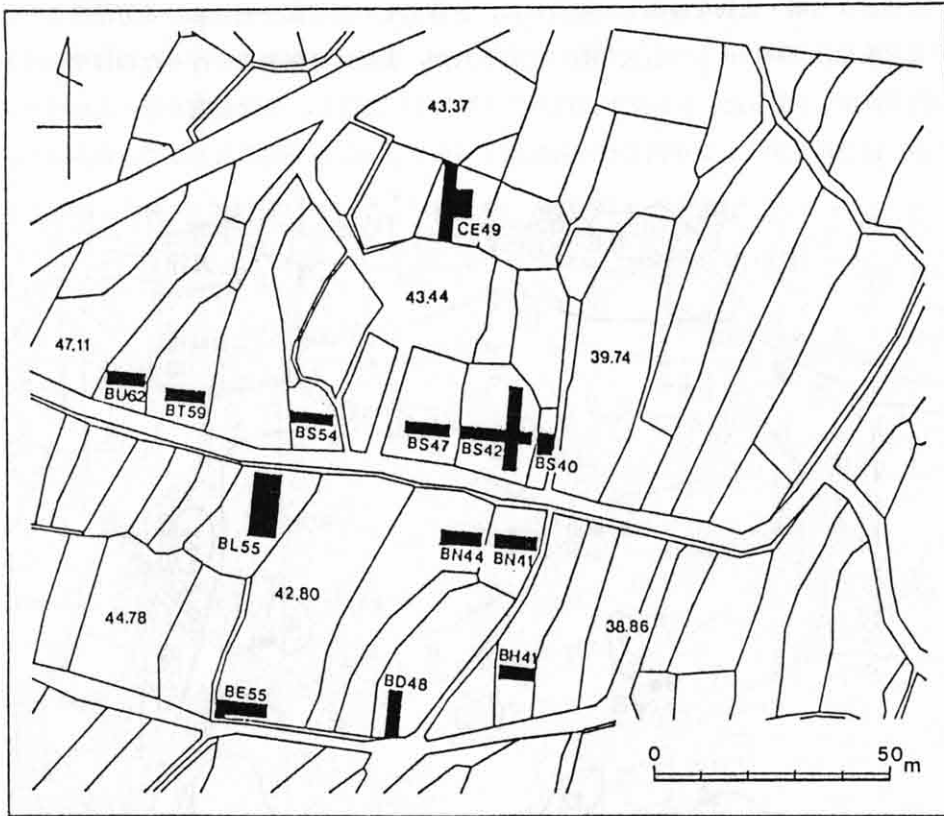 43.37
CE49
43.44
47.11
39.74
BU62
BT59
BS54
BS47
BS42
BS40
BL55
BN44
BN41
42.80
44.78
38.86
BH41
BE55
BD48
0 50m